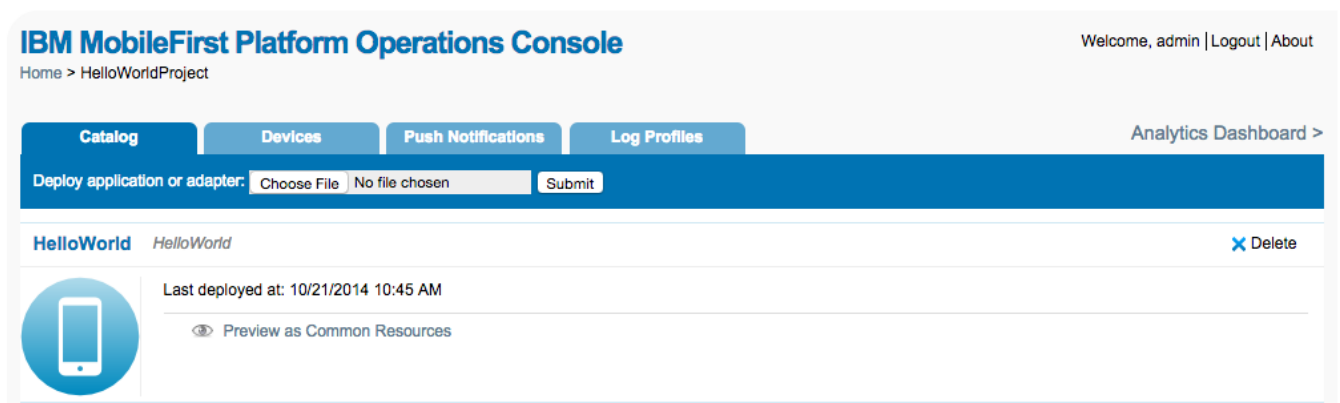 IBM MobileFirst Platform Operations Console
Welcome, admin | Logout | About
Home > HelloWorldProject
Catalog Devices Push Notifications Log Profiles Analytics Dashboard >
Deploy application or adapter: Choose File No file chosen Submit
HelloWorld HelloWorld Delete
Last deployed at: 10/21/2014 10:45 AM
Preview as Common Resources